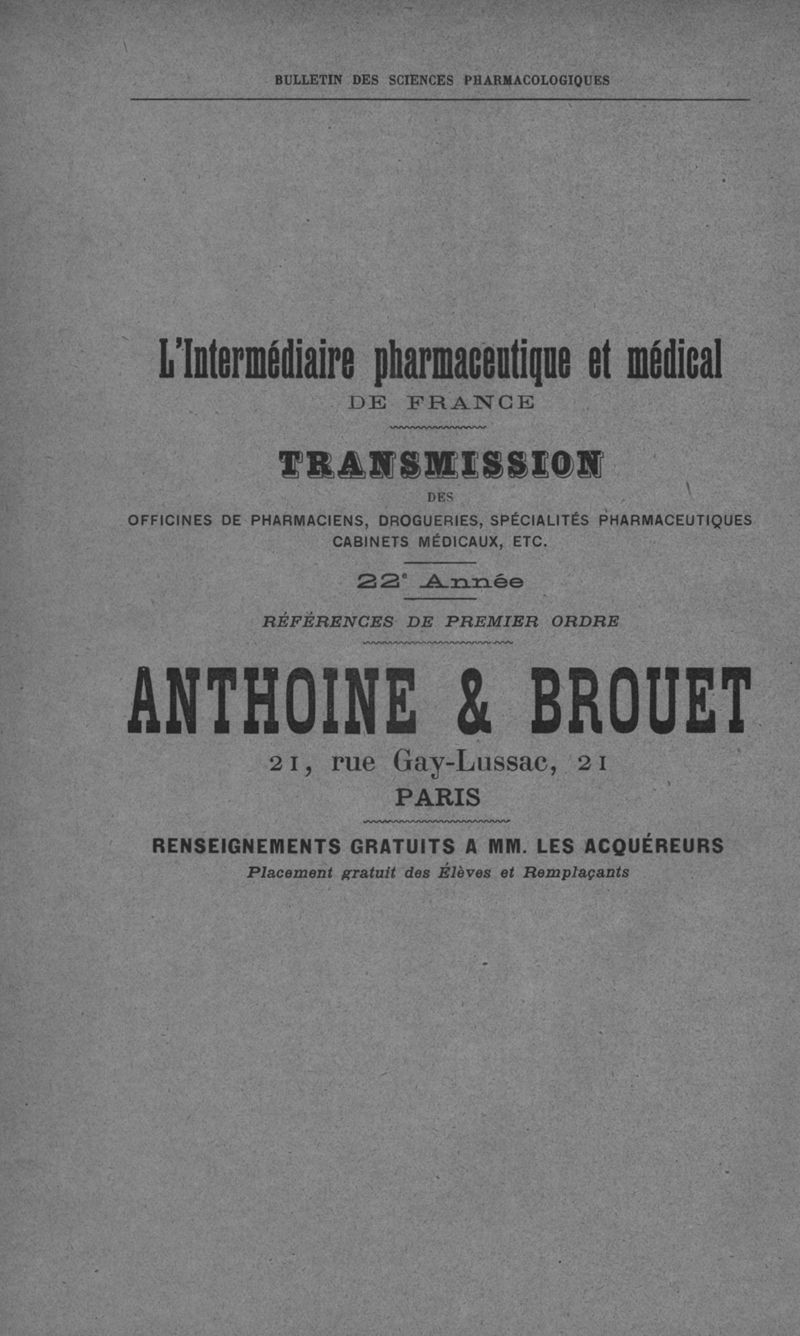 BULLETIN DES SCIENCES PHARMACOLOGIQUES
L'Intermédiaire pharmaceutique et médical
DE FRANCE
TRANSMISSION
DES
OFFICINES DE PHARMACIENS, DROGUERIES, SPÉCIALITÉS PHARMACEUTIQUES
CABINETS MÉDICAUX, ETC.
22e Année
RÉFÉRENCES DE PREMIER ORDRE
ANTHOINE & BROUET
21, rue Gay-Lussac, 21
PARIS
RENSEIGNEMENTS GRATUITS A MM. LES ACQUÉREURS
Placement gratuit des Élèves et Remplaçants